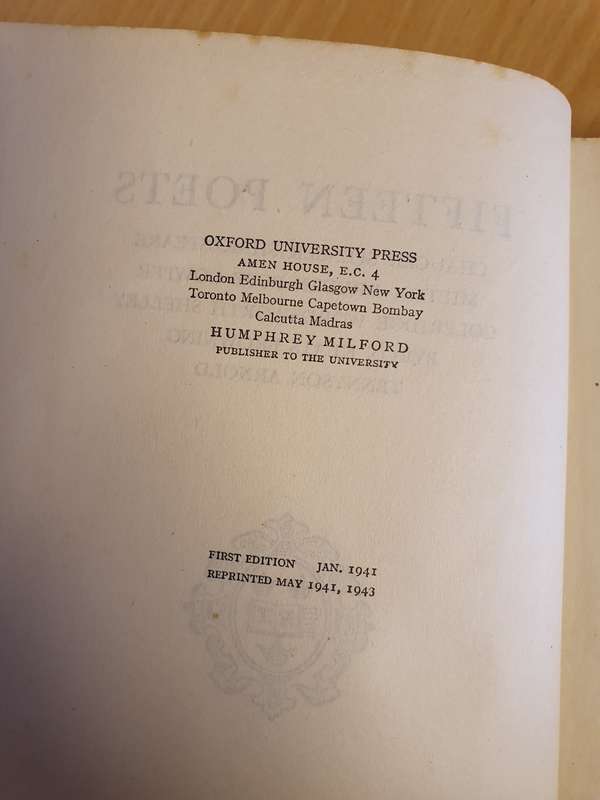 OXFORD UNIVERSITY PRESS
AMEN HOUSE, E.C. 4
London Edinburgh Glasgow New York
Toronto Melbourne Capetown Bombay
Calcutta Madras
HUMPHREY MILFORD
PUBLISHER TO THE UNIVERSITY
FIRST EDITION JAN. 1941
REPRINTED MAY 1941, 1943